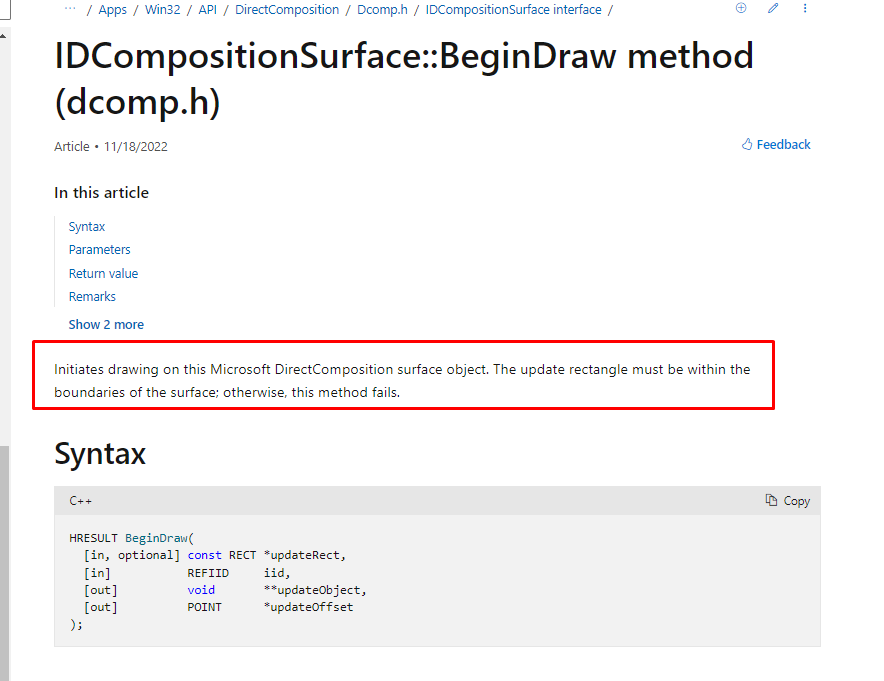 ... / Apps / Win32 / API / DirectComposition / Dcomp.h / IDCompositionSurface interface /
IDCompositionSurface::BeginDraw method
(dcomp.h)
Article • 11/18/2022
Feedback
In this article
Syntax
Parameters
Return value
Remarks
Show 2 more
Initiates drawing on this Microsoft DirectComposition surface object. The update rectangle must be within the
boundaries of the surface; otherwise, this method fails.
Syntax
C++
Copy
HRESULT BeginDraw(
  [in, optional] const RECT *updateRect,
  [in]           REFIID     iid,
  [out]          void       **updateObject,
  [out]          POINT      *updateOffset
);